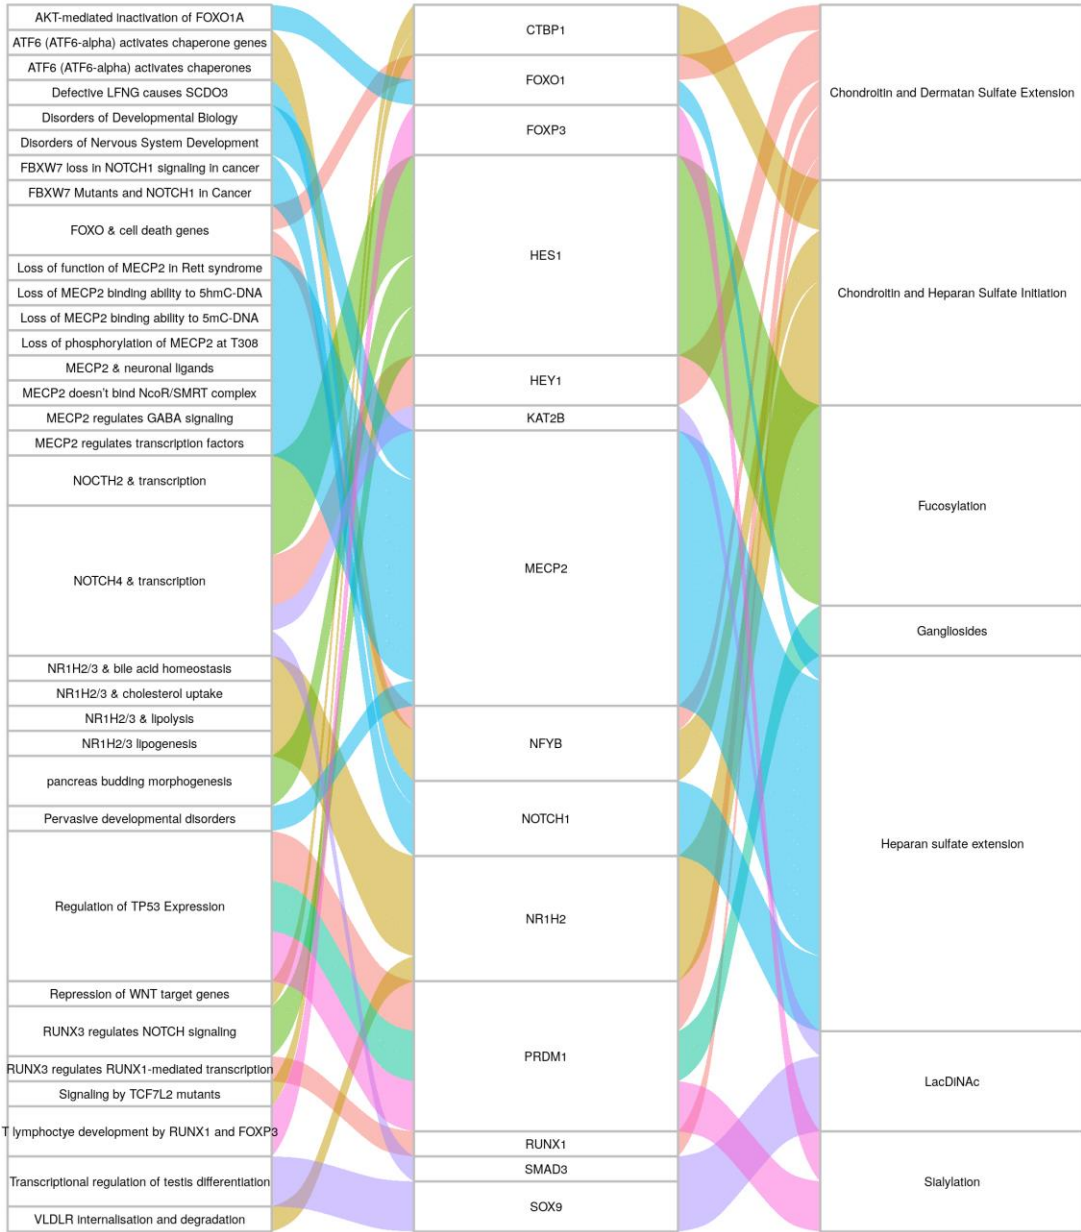 AKT-mediated inactivation of FOXO1A
ATF6 (ATF6-alpha) activates chaperone genes
ATF6 (ATF6-alpha) activates chaperones
Defective LFNG causes SCDO3
Disorders of Developmental Biology
Disorders of Nervous System Development
FBXW7 loss in NOTCH1 signaling in cancer
FBXW7 Mutants and NOTCH1 in Cancer
FOXO & cell death genes
Loss of function of MECP2 in Rett syndrome
Loss of MECP2 binding ability to 5hmC-DNA
Loss of MECP2 binding ability to 5mC-DNA
Loss of phosphorylation of MECP2 at T308
MECP2 & neuronal ligands
MECP2 doesn't bind NcoR/SMRT complex
MECP2 regulates GABA signaling
MECP2 regulates transcription factors
NOCTH2 & transcription
NOTCH4 & transcription
NR1H2/3 & bile acid homeostasis
NR1H2/3 & cholesterol uptake
NR1H2/3 & lipolysis
NR1H2/3 lipogenesis
pancreas budding morphogenesis
Pervasive developmental disorders
Regulation of TP53 Expression
Repression of WNT target genes
RUNX3 regulates NOTCH signaling
RUNX3 regulates RUNX1-mediated transcription
Signaling by TCF7L2 mutants
T lymphoctye development by RUNX1 and FOXP3
Transcriptional regulation of testis differentiation
VLDLR internalisation and degradation
CTBP1
FOXO1
FOXP3
HES1
HEY1
KAT2B
MECP2
NFYB
NOTCH1
NR1H2
PRDM1
RUNX1
SMAD3
SOX9
Chondroitin and Dermatan Sulfate Extension
Chondroitin and Heparan Sulfate Initiation
Fucosylation
Gangliosides
Heparan sulfate extension
LacDiNAc
Sialylation